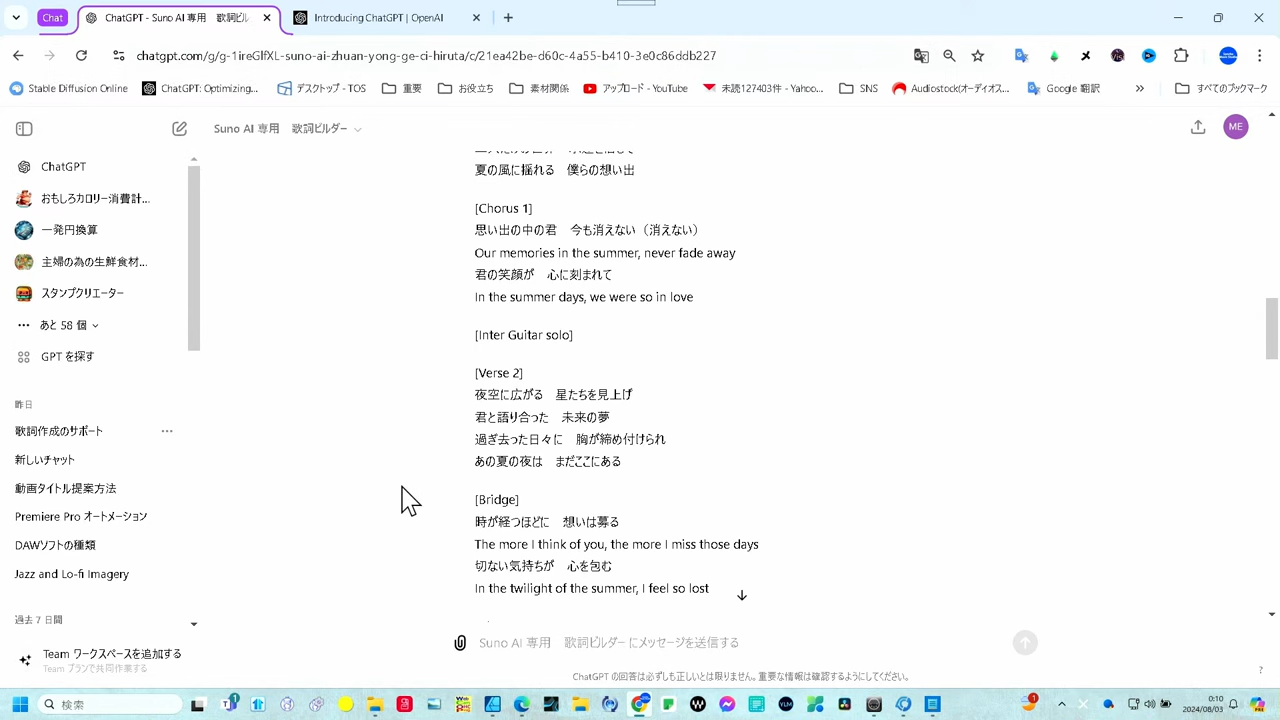 Chat
ChatGPT - Suno AI 専用 歌詞ビル
Introducing ChatGPT | OpenAI
chatgpt.com/g/g-1ireGlfXL-suno-ai-zhuan-yong-ge-ci-hiruta/c/21ea42be-d60c-4a55-b410-3e0c86ddb227
Stable Diffusion Online
ChatGPT: Optimizing...
デスクトップ - TOS
重要
お役立ち
素材関係
アップロード - YouTube
未読127403件 - Yahoo...
SNS
Audiostock(オーディオス...
Google 翻訳
»
すべてのブックマーク
Suno AI 専用 歌詞ビルダー
ME
ChatGPT
おもしろカロリー消費計...
一発円換算
主婦の為の生鮮食材...
スタンプクリエーター
あと 58 個
GPT を探す
昨日
歌詞作成のサポート
新しいチャット
動画タイトル提案方法
Premiere Pro オートメーション
DAWソフトの種類
Jazz and Lo-fi Imagery
過去 7 日間
Team ワークスペースを追加する
Team プランで共同作業する
夏の風に揺れる 僕らの想い出
[Chorus 1]
思い出の中の君 今も消えない（消えない）
Our memories in the summer, never fade away
君の笑顔が 心に刻まれて
In the summer days, we were so in love
[Inter Guitar solo]
[Verse 2]
夜空に広がる 星たちを見上げ
君と語り合った 未来の夢
過ぎ去った日々に 胸が締め付けられ
あの夏の夜は まだここにある
[Bridge]
時が経つほどに 想いは募る
The more I think of you, the more I miss those days
切ない気持ちが 心を包む
In the twilight of the summer, I feel so lost
Suno AI 専用 歌詞ビルダー にメッセージを送信する
ChatGPT の回答は必ずしも正しいとは限りません。重要な情報は確認するようにしてください。
?
検索
0:10
2024/08/03